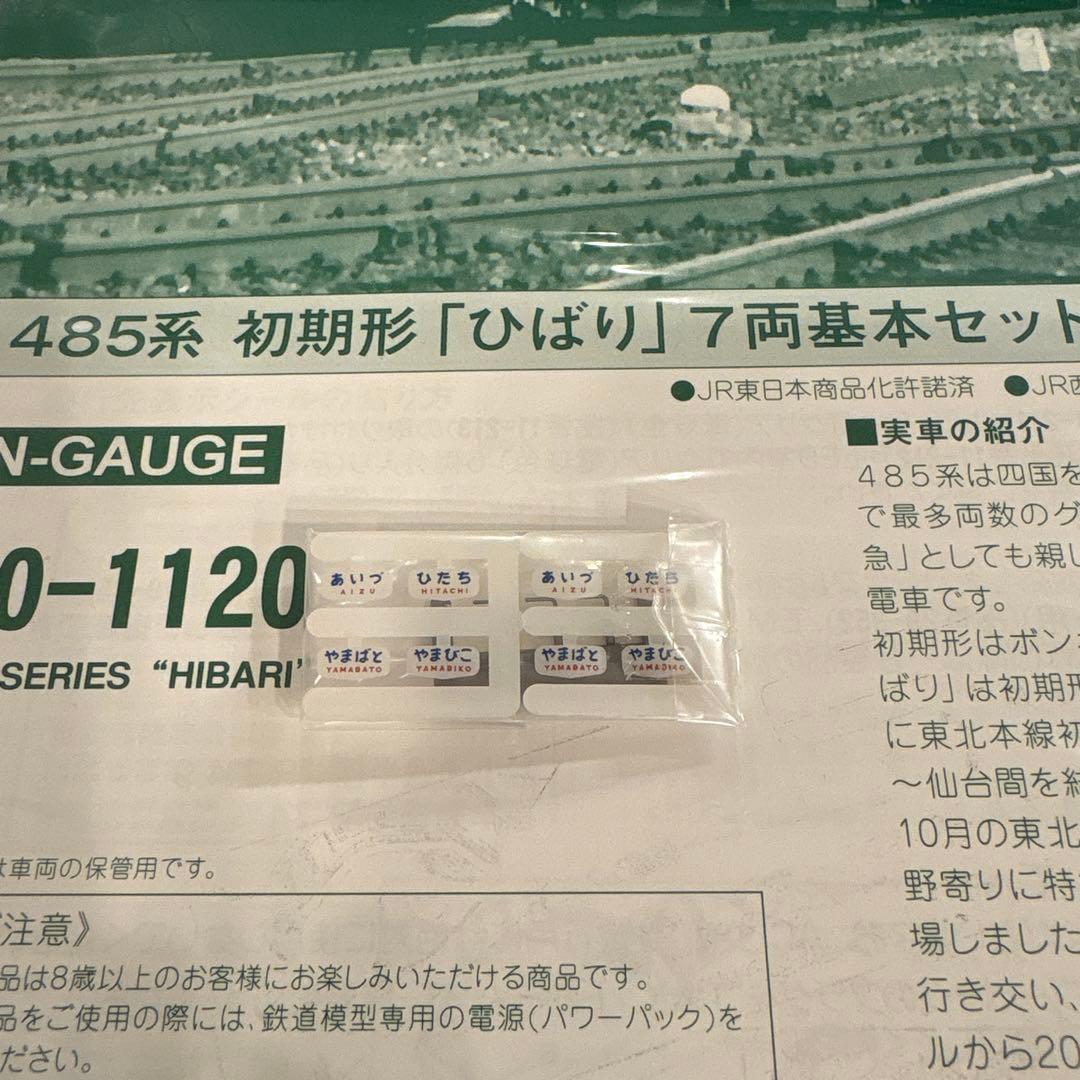 485系 初期形「ひばり」7両基本セット
●JR東日本商品化許諾済 ●JR西
N-GAUGE
0-1120
SERIES “HIBARI”
あいづ ひたち あいづ ひたち
AIZU HITACHI AIZU HITACHI
やまばと やまびこ やまばと やまびこ
YAMABATO YAMABIKO YAMABATO YAMABIKO
■実車の紹介
485系は四国を
で最多両数のグ
急」としても親し
電車です。
初期形はボンネ
ばり」は初期形
に東北本線初
～仙台間を結
10月の東北
野寄りに特
場しました
行き交い、
ルから20
は車両の保管用です。
ご注意》
品は8歳以上のお客様にお楽しみいただける商品です。
品をご使用の際には、鉄道模型専用の電源(パワーパック)を
ださい。